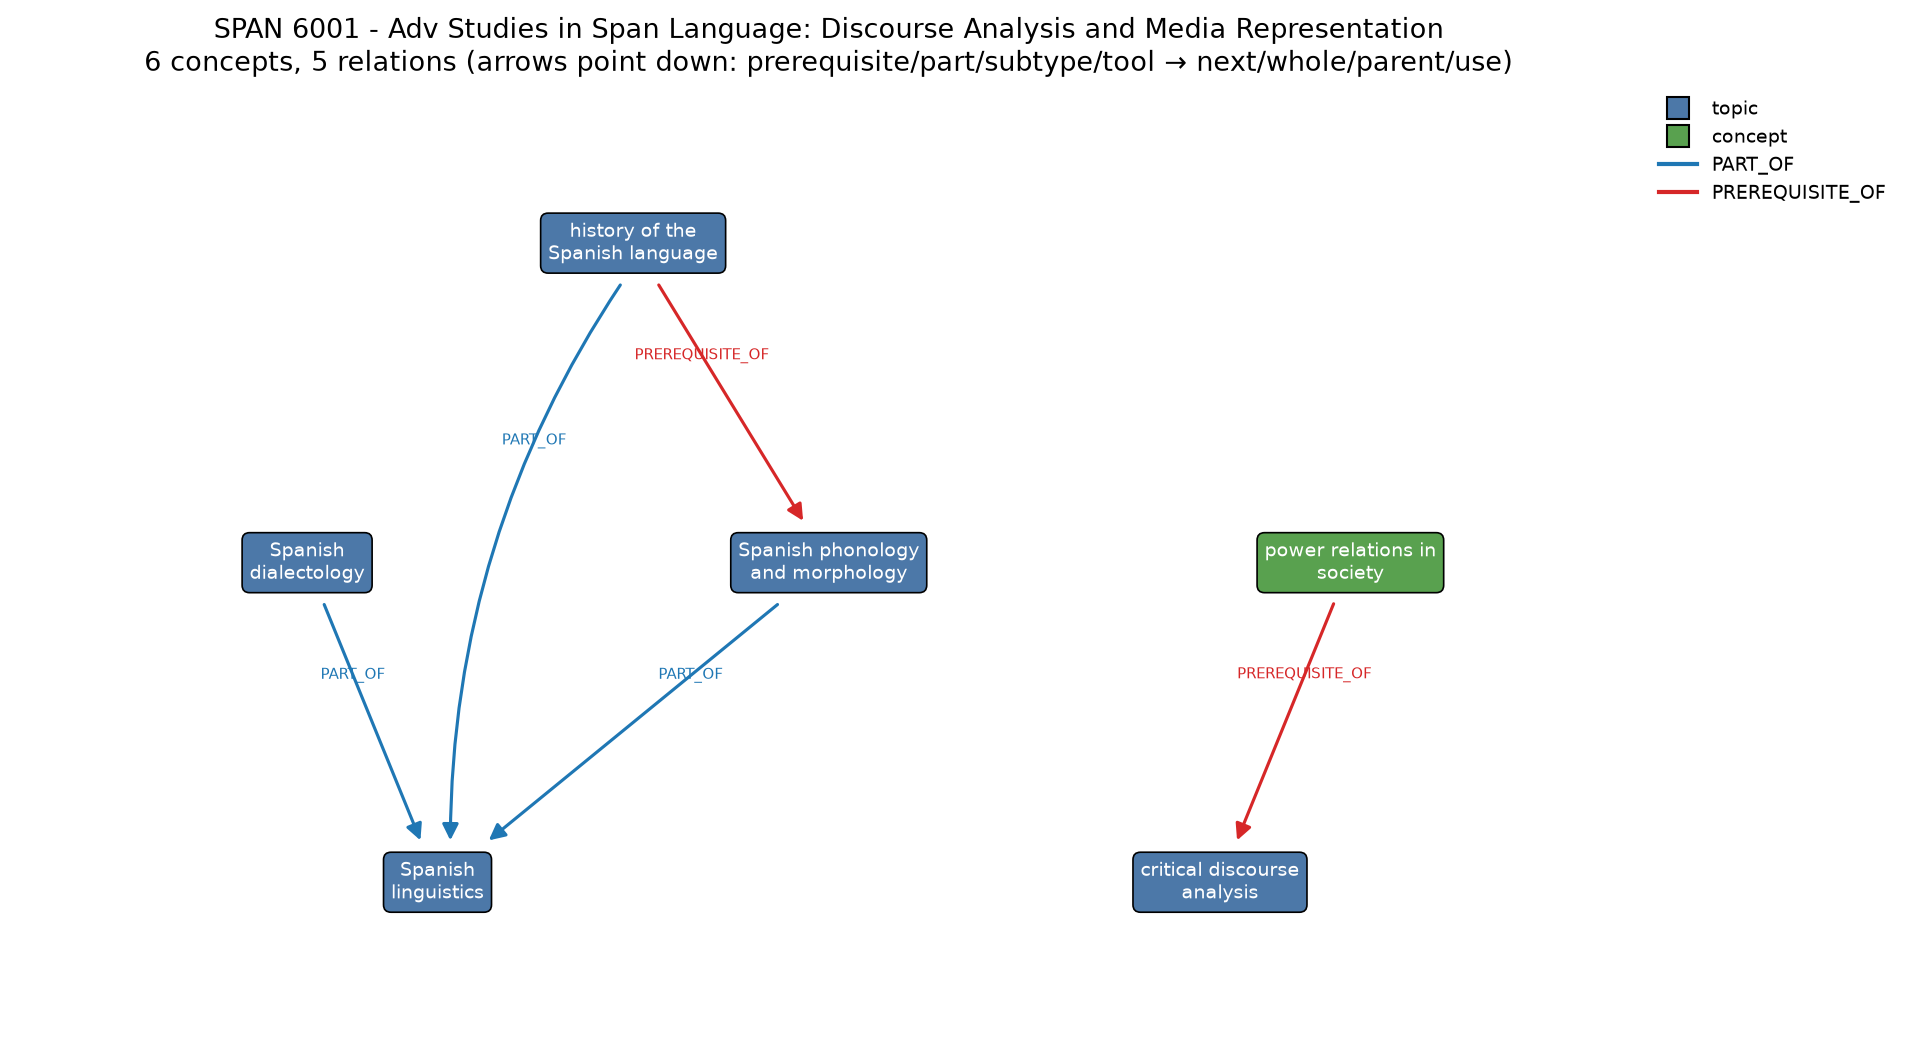 SPAN 6001 - Adv Studies in Span Language: Discourse Analysis and Media Representation
6 concepts, 5 relations (arrows point down: prerequisite/part/subtype/tool → next/whole/parent/use)
topic
concept
PART_OF
PREREQUISITE_OF
history of the
Spanish language
PREREQUISITE_OF
PART_OF
Spanish
dialectology
Spanish phonology
and morphology
power relations in
society
PART_OF
PART_OF
PREREQUISITE_OF
Spanish
linguistics
critical discourse
analysis